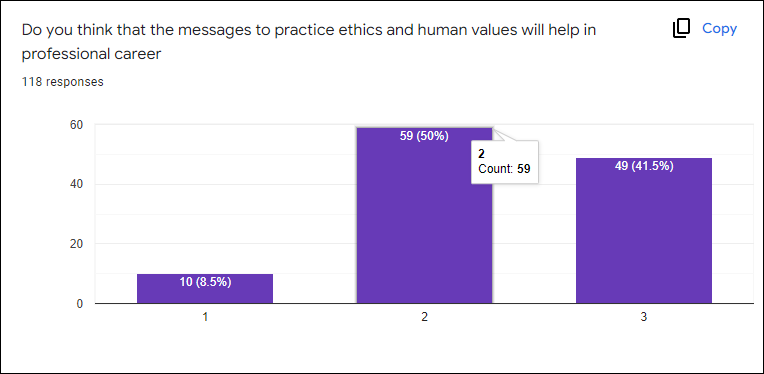 Do you think that the messages to practice ethics and human values will help in
professional career
Copy
118 responses
60
40
20
0
10 (8.5%)
59 (50%)
49 (41.5%)
2
Count: 59
1
2
3